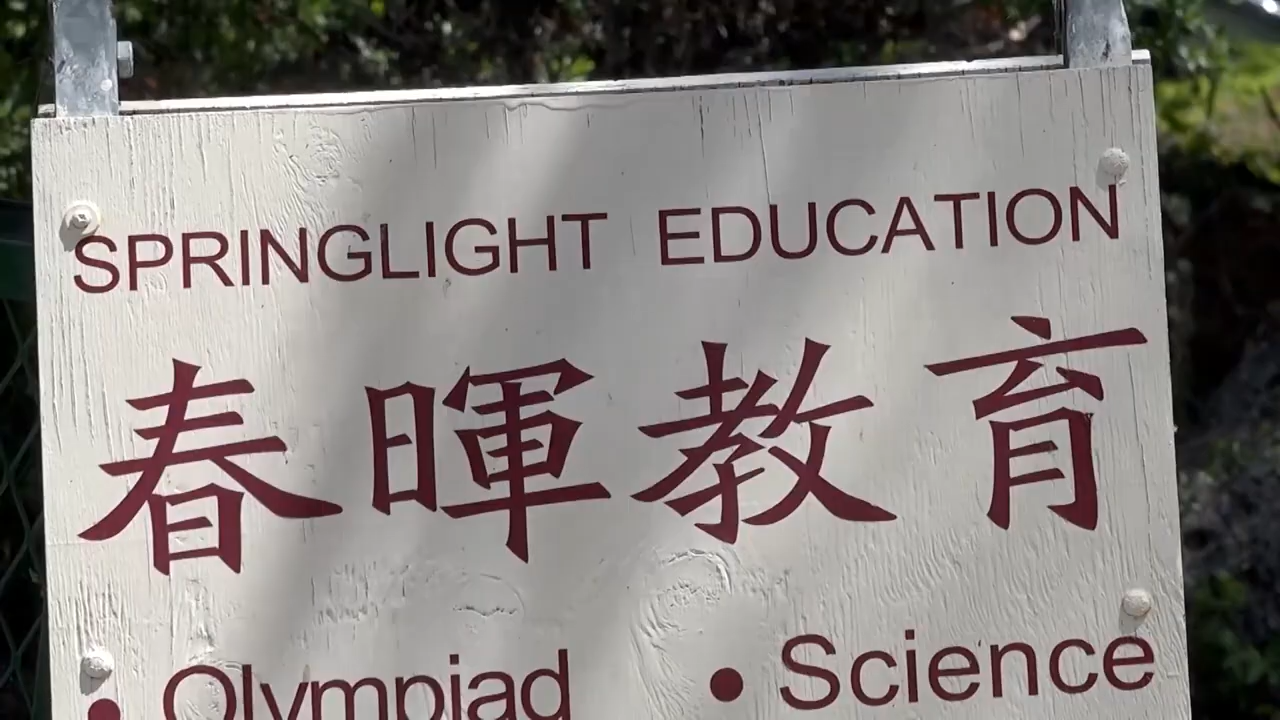 SPRINGLIGHT EDUCATION
春暉教育
• Olympiad • Science